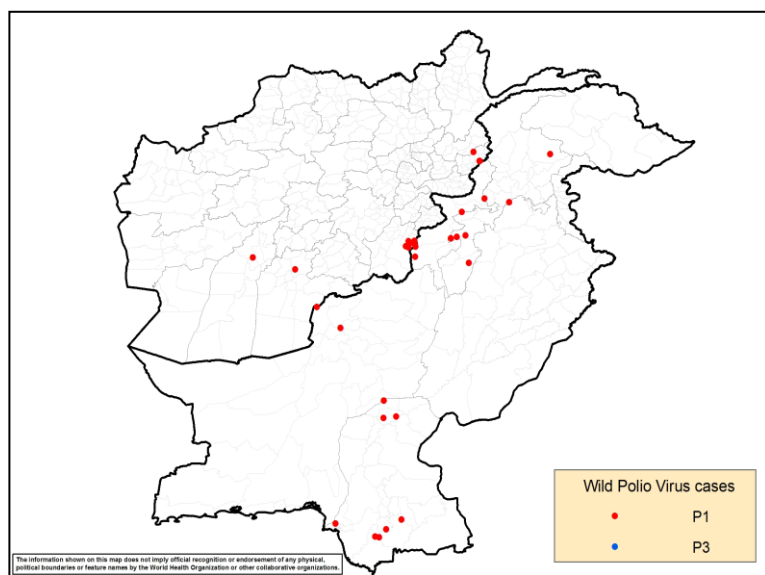 Wild Polio Virus cases
P1
P3
The information shown on this map does not imply official recognition or endorsement of any physical,
political boundaries or feature names by the World Health Organization or other collaborative organizations.